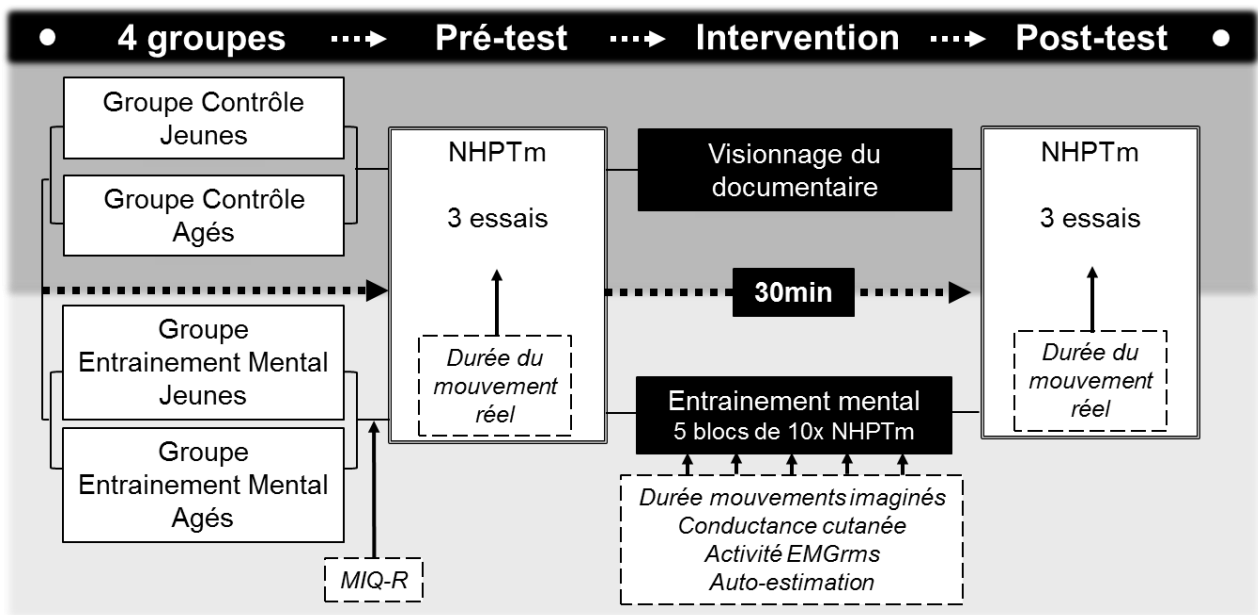 4 groupes
Pré-test
Intervention
Post-test
Groupe Contrôle
Jeunes
Groupe Contrôle
Agés
Groupe
Entrainement Mental
Jeunes
Groupe
Entrainement Mental
Agés
MIQ-R
NHPTm
3 essais
Durée du
mouvement
réel
Visionnage du
documentaire
30min
Entrainement mental
5 blocs de 10x NHPTm
Durée mouvements imaginés
Conductance cutanée
Activité EMGrms
Auto-estimation
NHPTm
3 essais
Durée du
mouvement
réel